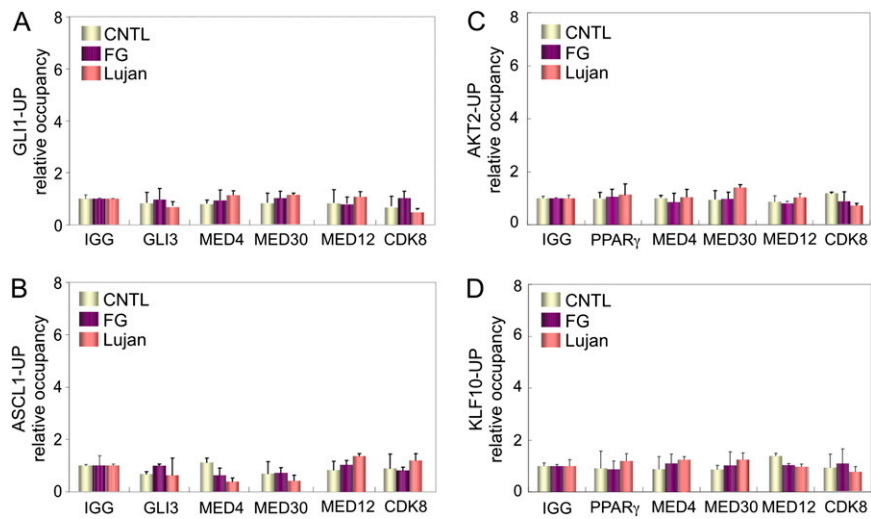 A
8
6
4
2
0
GLI1-UP
relative occupancy
CNTL
FG
Lujan
IGG GLI3 MED4 MED30 MED12 CDK8
B
8
6
4
2
0
ASCL1-UP
relative occupancy
CNTL
FG
Lujan
IGG GLI3 MED4 MED30 MED12 CDK8
C
8
6
4
2
0
AKT2-UP
relative occupancy
CNTL
FG
Lujan
IGG PPARγ MED4 MED30 MED12 CDK8
D
8
6
4
2
0
KLF10-UP
relative occupancy
CNTL
FG
Lujan
IGG PPARγ MED4 MED30 MED12 CDK8